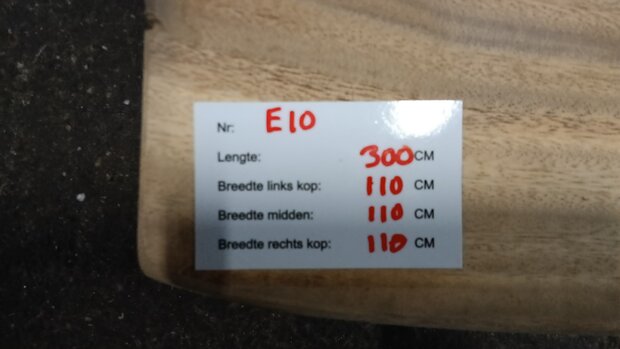 Nr: E10
Lengte: 300 CM
Breedte links kop: 110 CM
Breedte midden: 110 CM
Breedte rechts kop: 110 CM